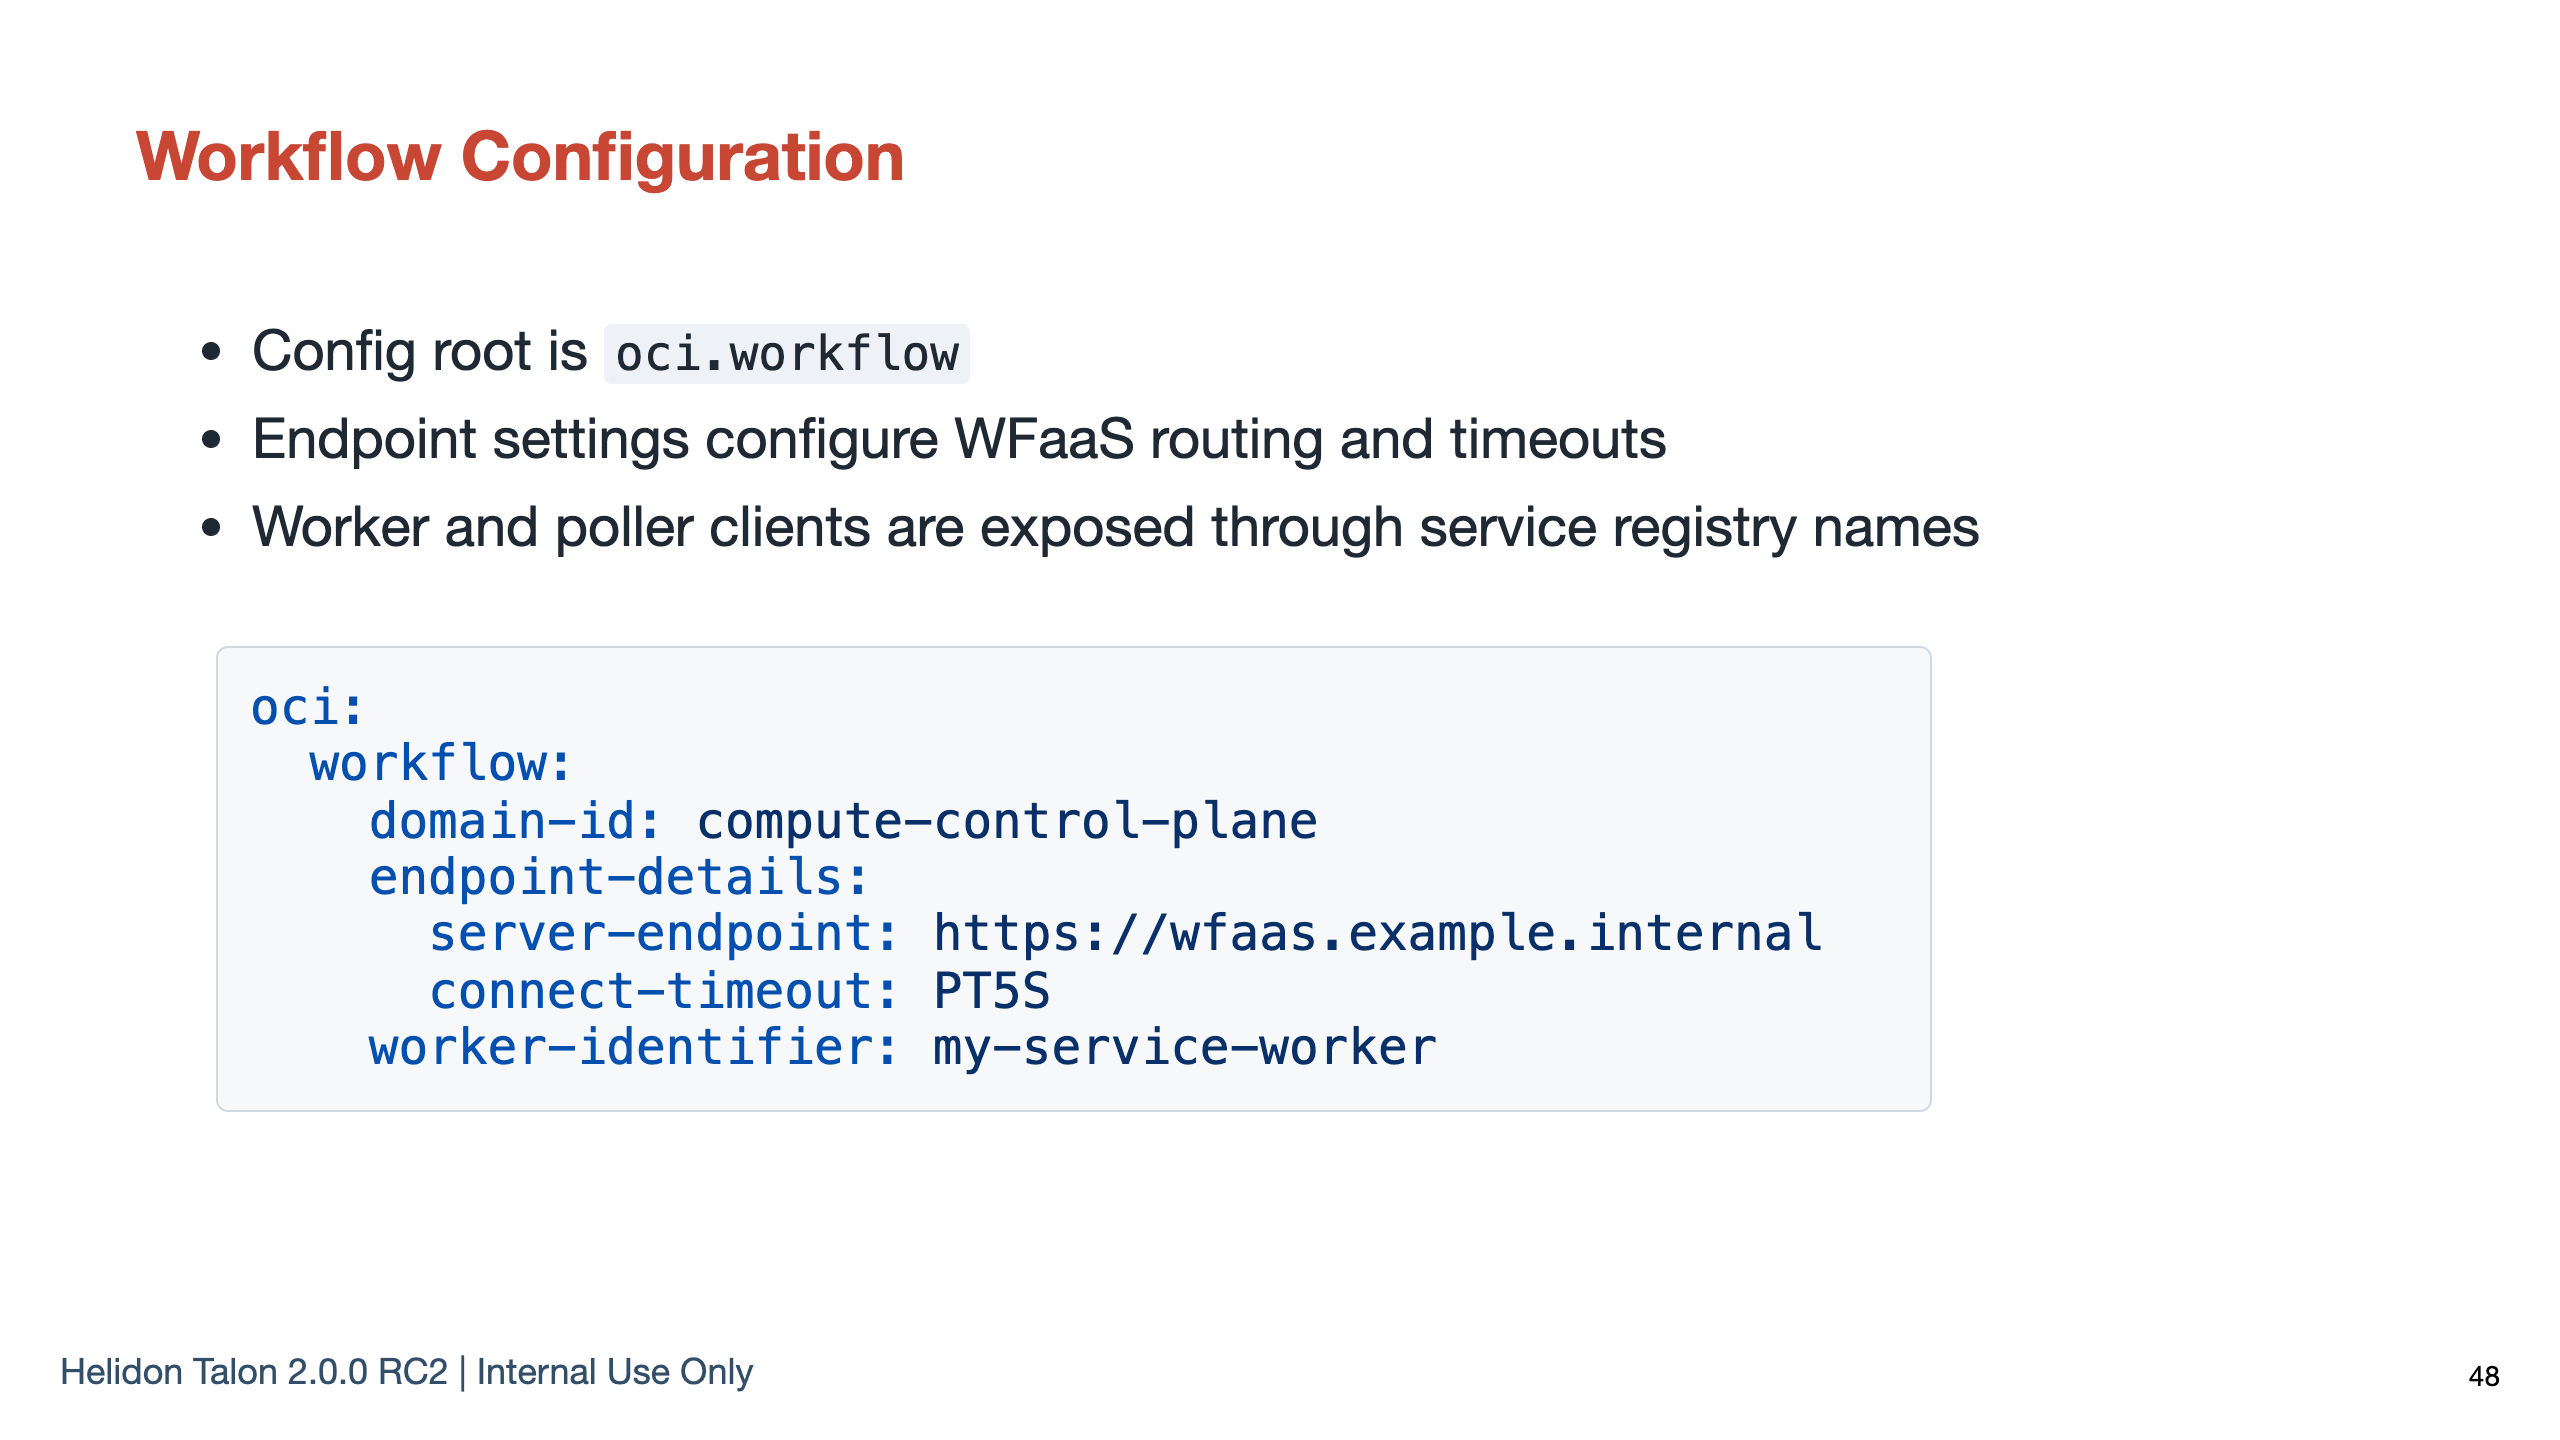 Workflow Configuration
• Config root is oci.workflow
• Endpoint settings configure WFaaS routing and timeouts
• Worker and poller clients are exposed through service registry names
oci:
  workflow:
    domain-id: compute-control-plane
    endpoint-details:
      server-endpoint: https://wfaas.example.internal
      connect-timeout: PT5S
    worker-identifier: my-service-worker
Helidon Talon 2.0.0 RC2 | Internal Use Only
48